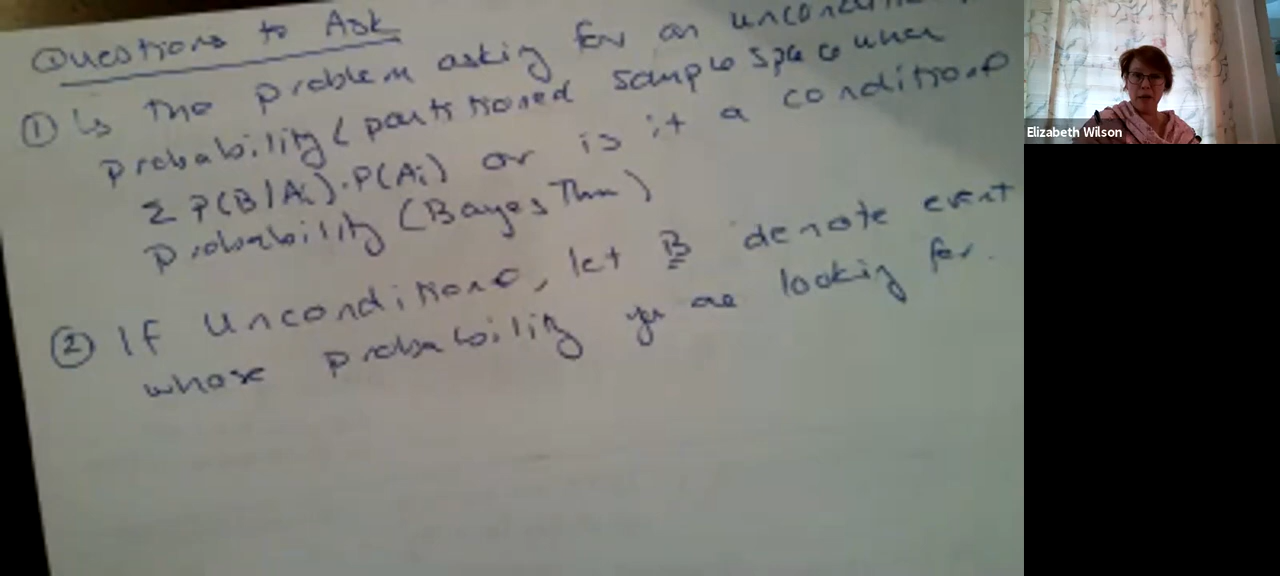 Questions to Ask
① Is the problem asking for an
probability (partitioned sample space when
Σ P(B|Ai)·P(Ai) or is it a conditional
Probability (Bayes Thm)
② If unconditional, let B denote event
whose probability you are looking for.
Elizabeth Wilson